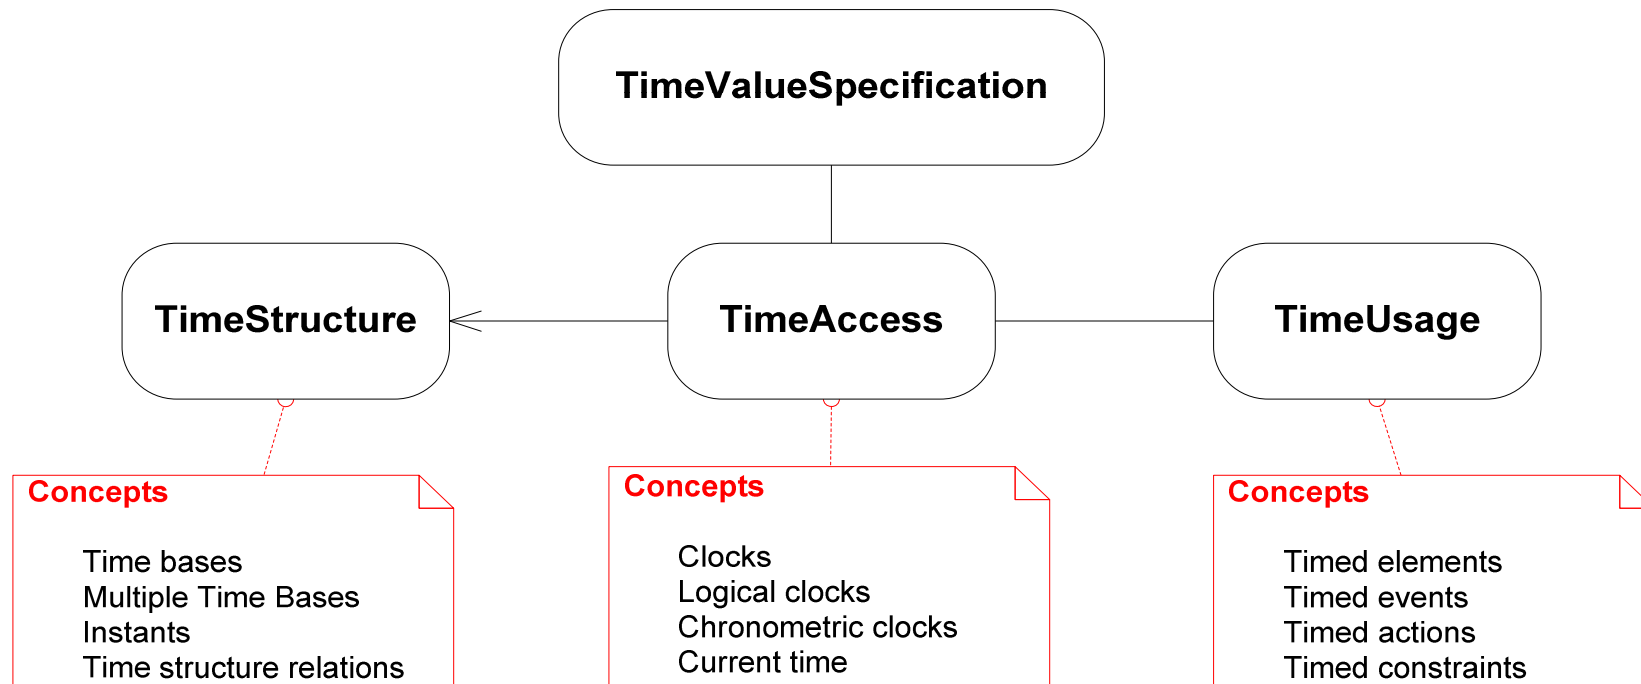 TimeValueSpecification
TimeStructure
TimeAccess
TimeUsage
Concepts
Time bases
Multiple Time Bases
Instants
Time structure relations
Concepts
Clocks
Logical clocks
Chronometric clocks
Current time
Concepts
Timed elements
Timed events
Timed actions
Timed constraints